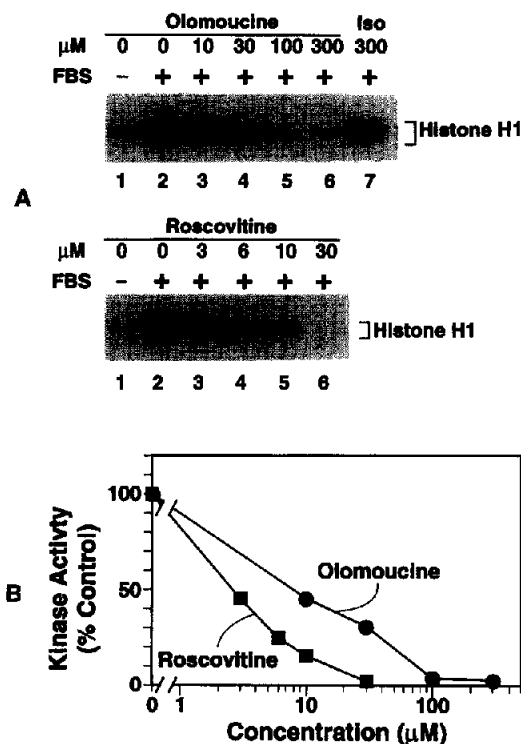 Olomoucine Iso
µM 0 0 10 30 100 300 300
FBS – + + + + + +
Histone H1
1 2 3 4 5 6 7
A
Roscovitine
µM 0 0 3 6 10 30
FBS – + + + + +
Histone H1
1 2 3 4 5 6
B
Kinase Activty
(% Control)
100
50
0
Olomoucine
Roscovitine
0 1 10 100
Concentration (µM)